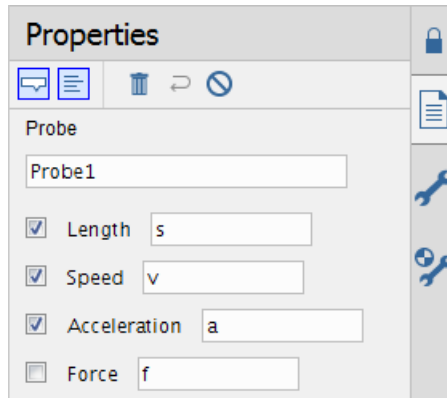 Properties
Probe
Probe1
Length s
Speed v
Acceleration a
Force f